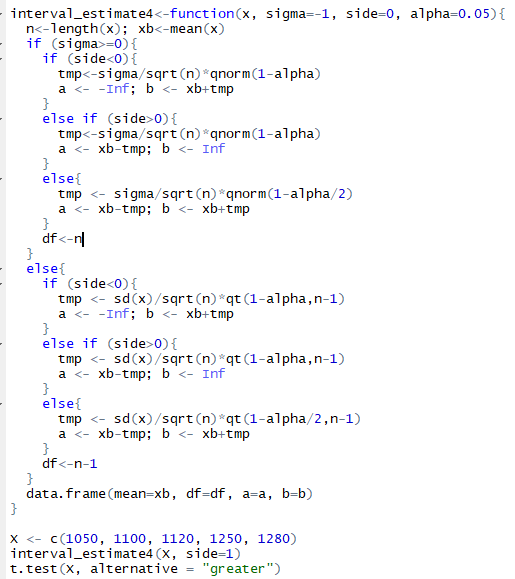 interval_estimate4<-function(x, sigma=-1, side=0, alpha=0.05){
  n<-length(x); xb<-mean(x)
  if (sigma>=0){
    if (side<0){
      tmp<-sigma/sqrt(n)*qnorm(1-alpha)
      a <- -Inf; b <- xb+tmp
    }
    else if (side>0){
      tmp<-sigma/sqrt(n)*qnorm(1-alpha)
      a <- xb-tmp; b <- Inf
    }
    else{
      tmp <- sigma/sqrt(n)*qnorm(1-alpha/2)
      a <- xb-tmp; b <- xb+tmp
    }
    df<-n
  }
  else{
    if (side<0){
      tmp <- sd(x)/sqrt(n)*qt(1-alpha,n-1)
      a <- -Inf; b <- xb+tmp
    }
    else if (side>0){
      tmp <- sd(x)/sqrt(n)*qt(1-alpha,n-1)
      a <- xb-tmp; b <- Inf
    }
    else{
      tmp <- sd(x)/sqrt(n)*qt(1-alpha/2,n-1)
      a <- xb-tmp; b <- xb+tmp
    }
    df<-n-1
  }
  data.frame(mean=xb, df=df, a=a, b=b)
}
X <- c(1050, 1100, 1120, 1250, 1280)
interval_estimate4(X, side=1)
t.test(X, alternative = "greater")